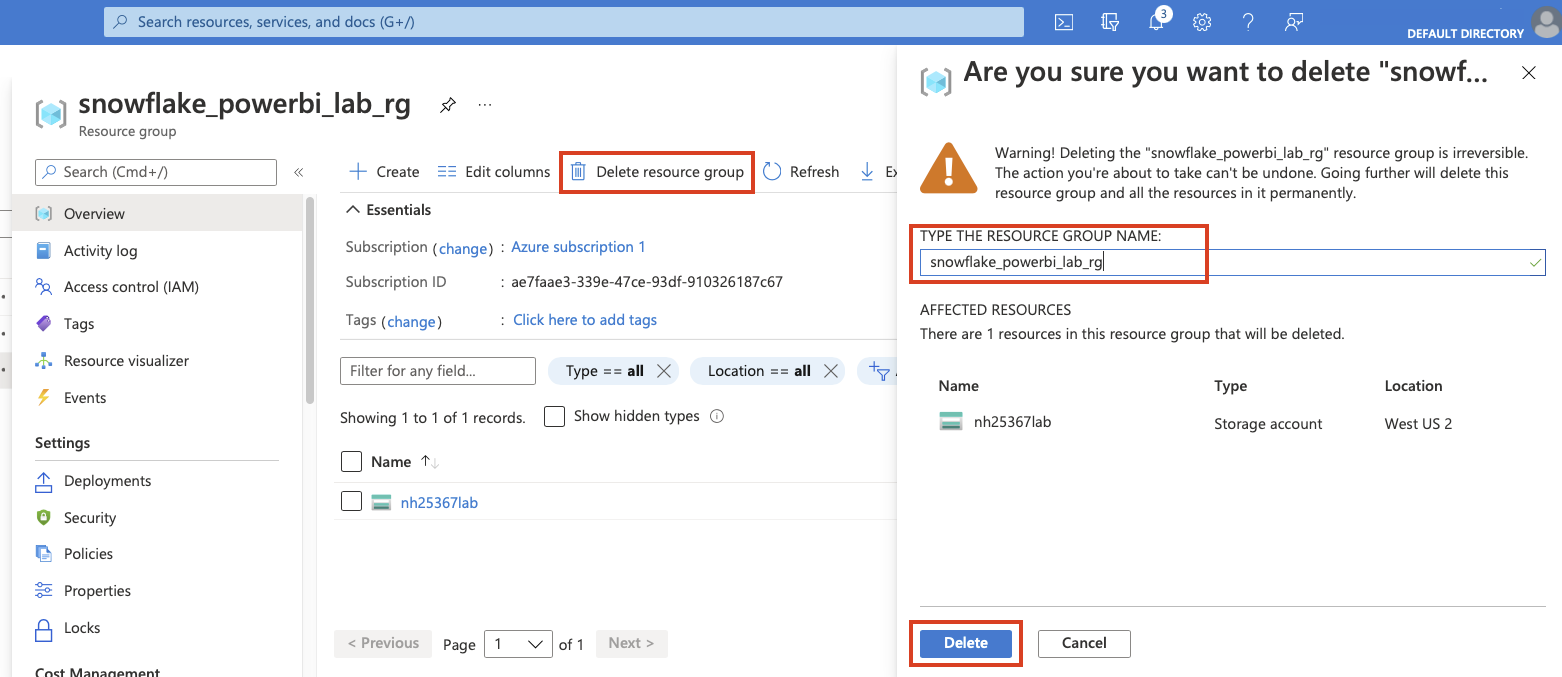 Search resources, services, and docs (G+/)
3
DEFAULT DIRECTORY
snowflake_powerbi_lab_rg
...
Resource group
Search (Cmd+/)
«
Overview
Activity log
Access control (IAM)
Tags
Resource visualizer
Events
Settings
Deployments
Security
Policies
Properties
Locks
Cost Management
Create
Edit columns
Delete resource group
Refresh
Ex
Essentials
Subscription (change) : Azure subscription 1
Subscription ID : ae7faae3-339e-47ce-93df-910326187c67
Tags (change) : Click here to add tags
Filter for any field...
Type == all
Location == all
Showing 1 to 1 of 1 records.
Show hidden types
Name ↑↓
nh25367lab
< Previous
Page 1 of 1
Next >
Are you sure you want to delete "snowf...
Warning! Deleting the "snowflake_powerbi_lab_rg" resource group is irreversible.
The action you're about to take can't be undone. Going further will delete this
resource group and all the resources in it permanently.
TYPE THE RESOURCE GROUP NAME:
snowflake_powerbi_lab_rg
AFFECTED RESOURCES
There are 1 resources in this resource group that will be deleted.
Name Type Location
nh25367lab Storage account West US 2
Delete
Cancel